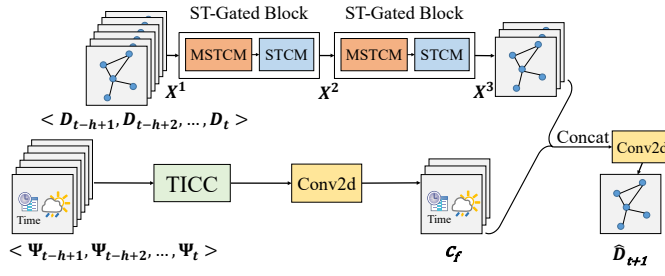 ST-Gated Block ST-Gated Block
MSTCM STCM MSTCM STCM
X¹ X² X³
< D_{t−h+1}, D_{t−h+2}, ..., D_t >
Concat
Conv2d
TICC Conv2d
Time Time
< Ψ_{t−h+1}, Ψ_{t−h+2}, ..., Ψ_t > c_f D̂_{t+1}